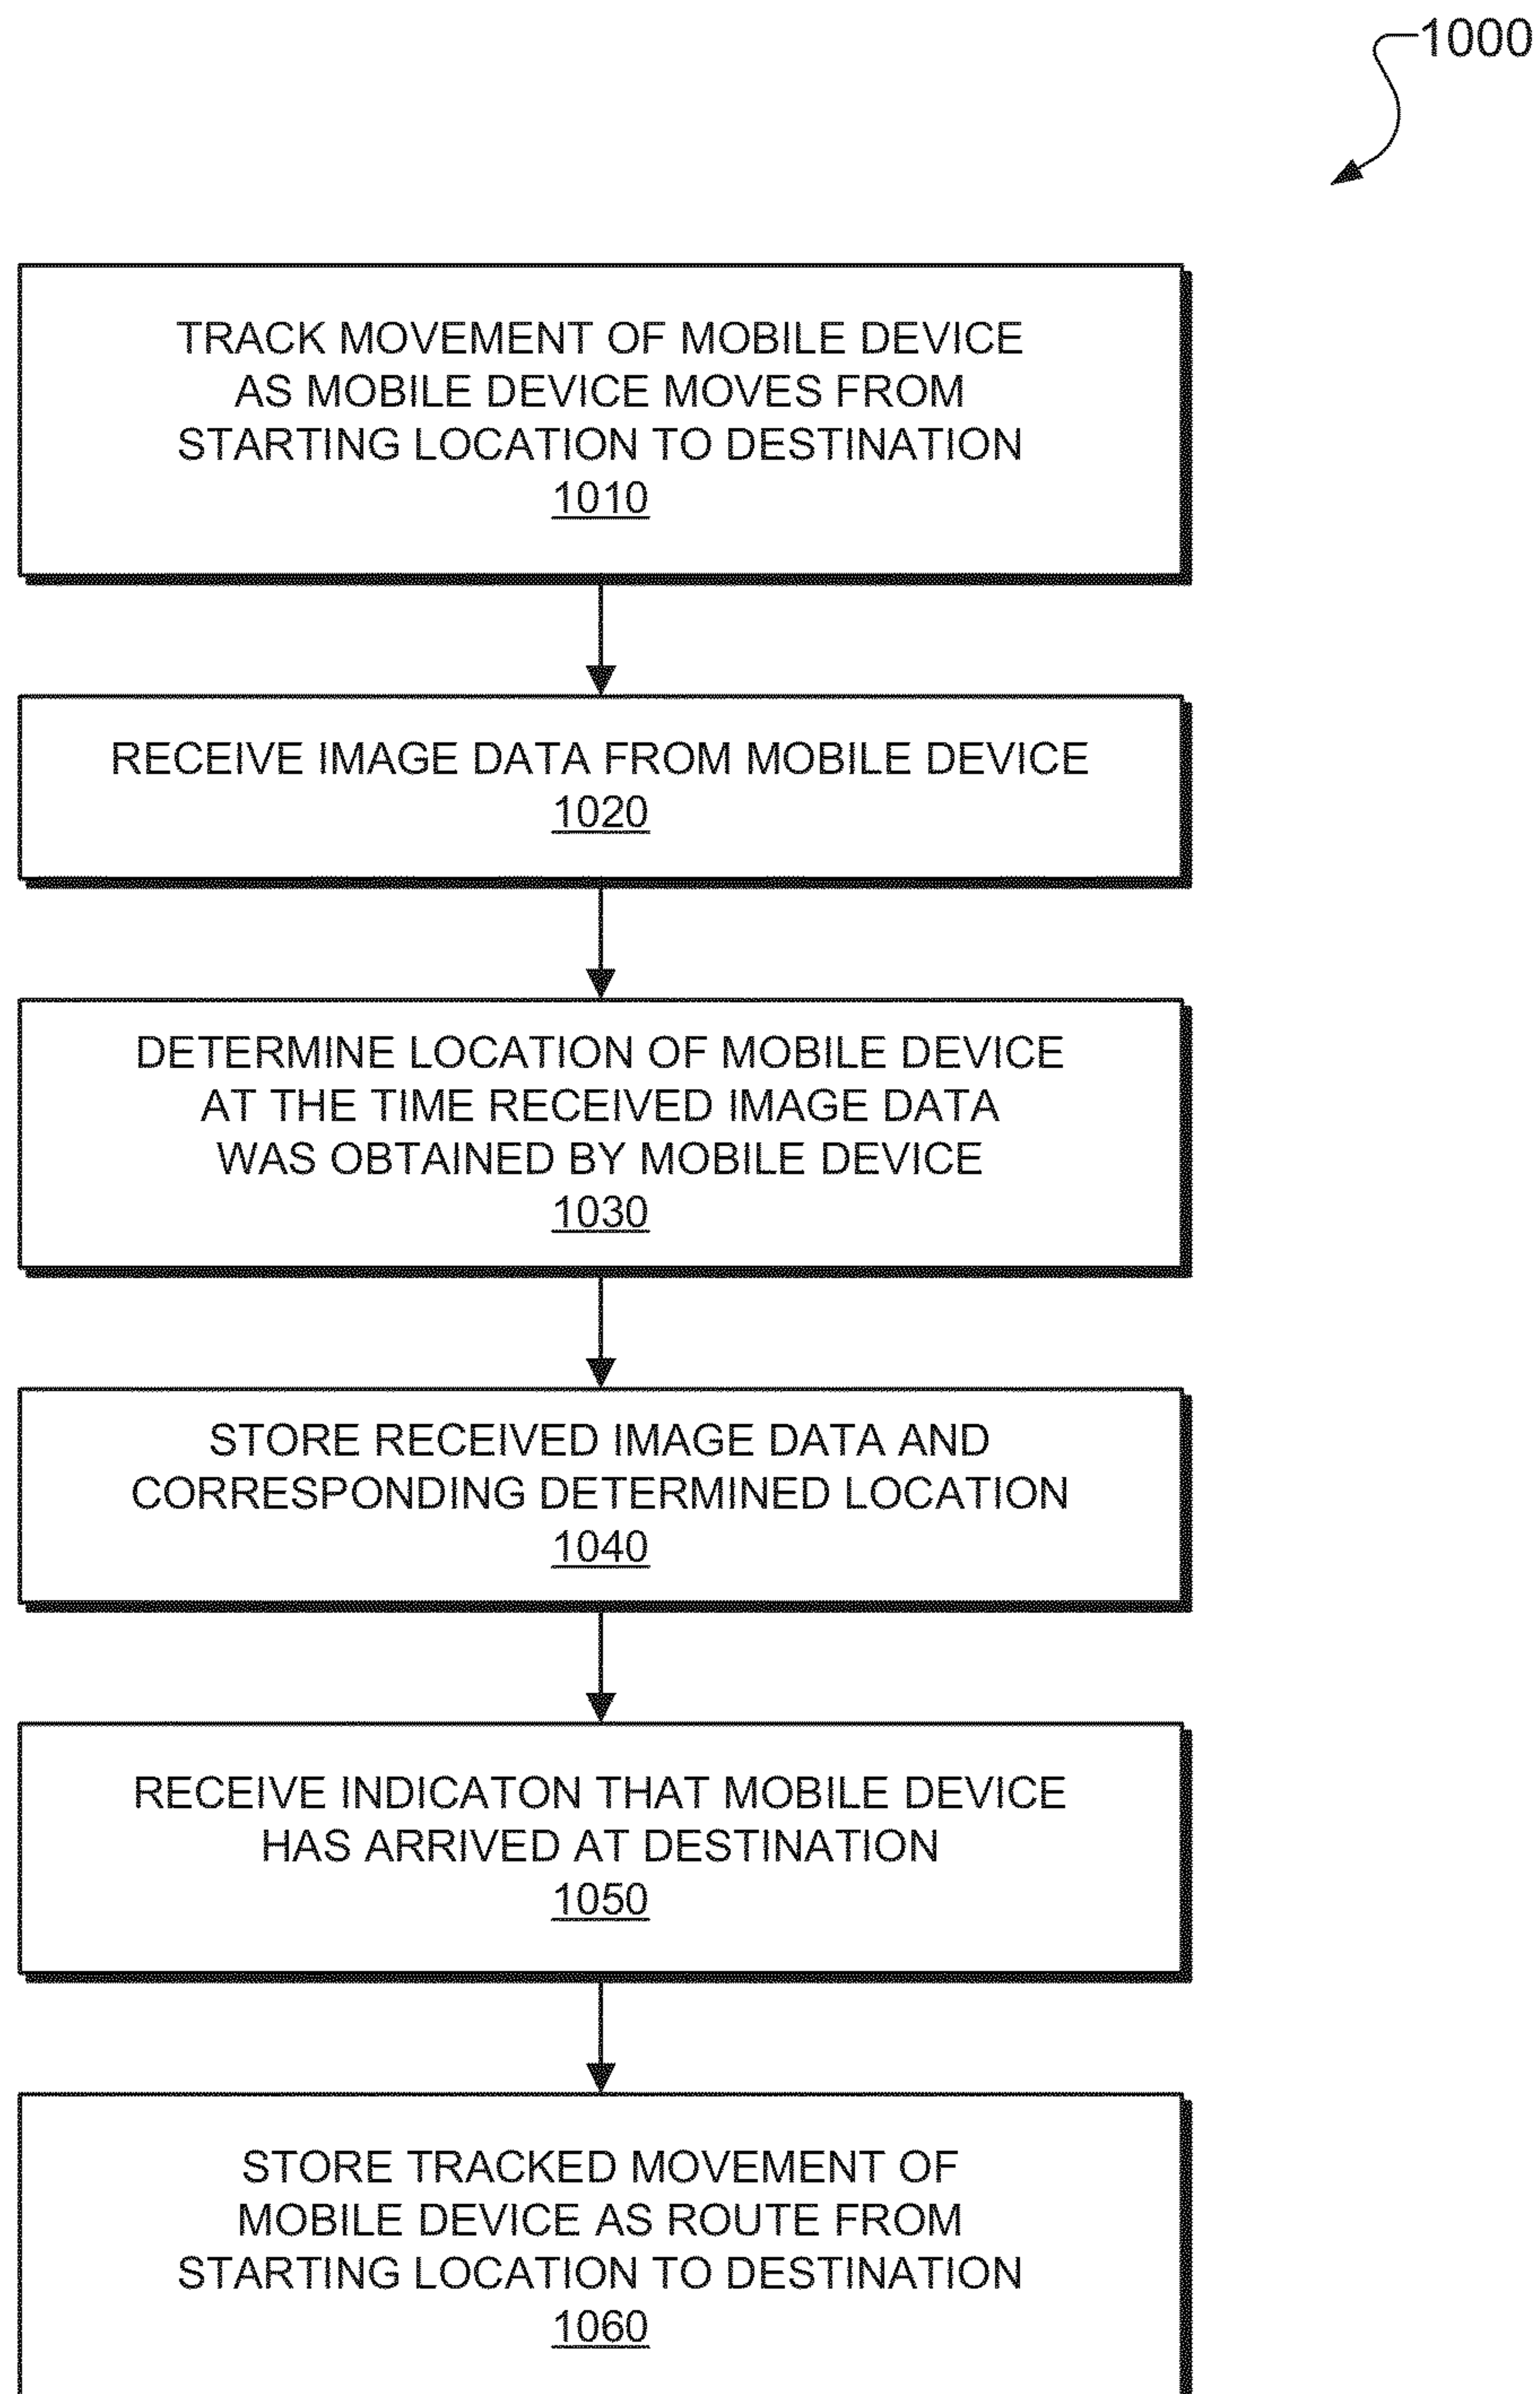 1000
TRACK MOVEMENT OF MOBILE DEVICE
AS MOBILE DEVICE MOVES FROM
STARTING LOCATION TO DESTINATION
1010
RECEIVE IMAGE DATA FROM MOBILE DEVICE
1020
DETERMINE LOCATION OF MOBILE DEVICE
AT THE TIME RECEIVED IMAGE DATA
WAS OBTAINED BY MOBILE DEVICE
1030
STORE RECEIVED IMAGE DATA AND
CORRESPONDING DETERMINED LOCATION
1040
RECEIVE INDICATON THAT MOBILE DEVICE
HAS ARRIVED AT DESTINATION
1050
STORE TRACKED MOVEMENT OF
MOBILE DEVICE AS ROUTE FROM
STARTING LOCATION TO DESTINATION
1060